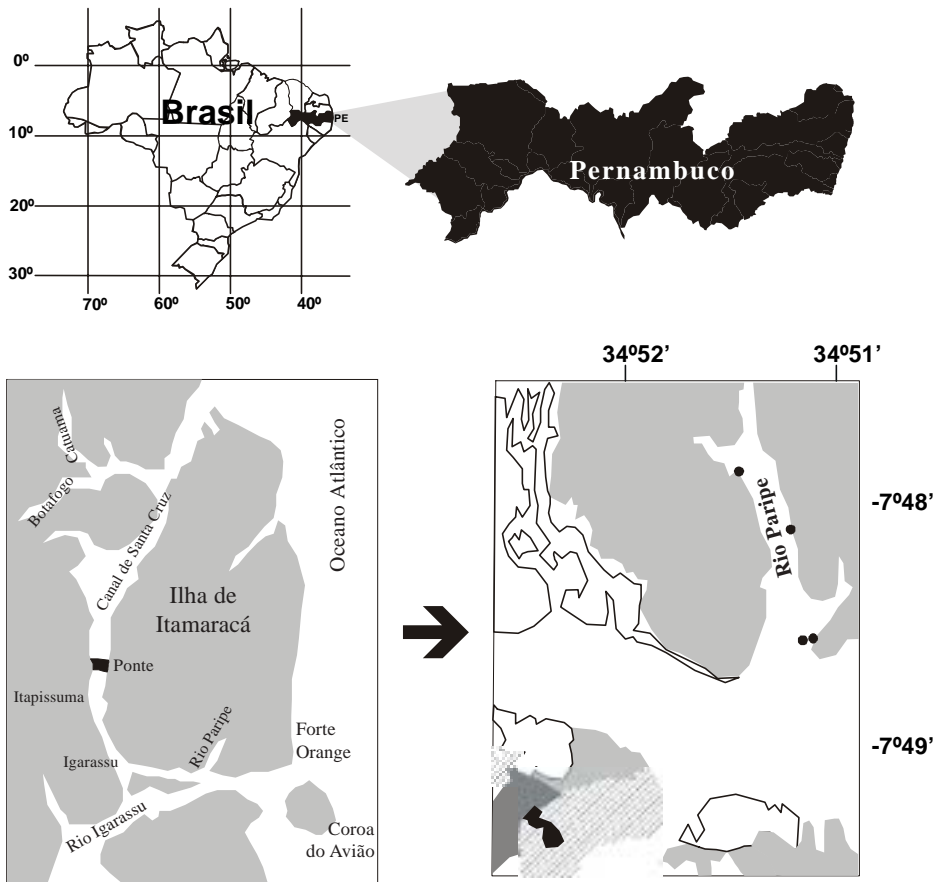 0º
10º
20º
30º
70º
60º
50º
40º
Brasil
PE
Pernambuco
Catuama
Botafogo
Canal de Santa Cruz
Oceano Atlântico
Ilha de
Itamaracá
Ponte
Itapissuma
Igarassu
Rio Paripe
Forte
Orange
Rio Igarassu
Coroa
do Avião
34º52’
34º51’
Rio Paripe
-7º48’
-7º49’